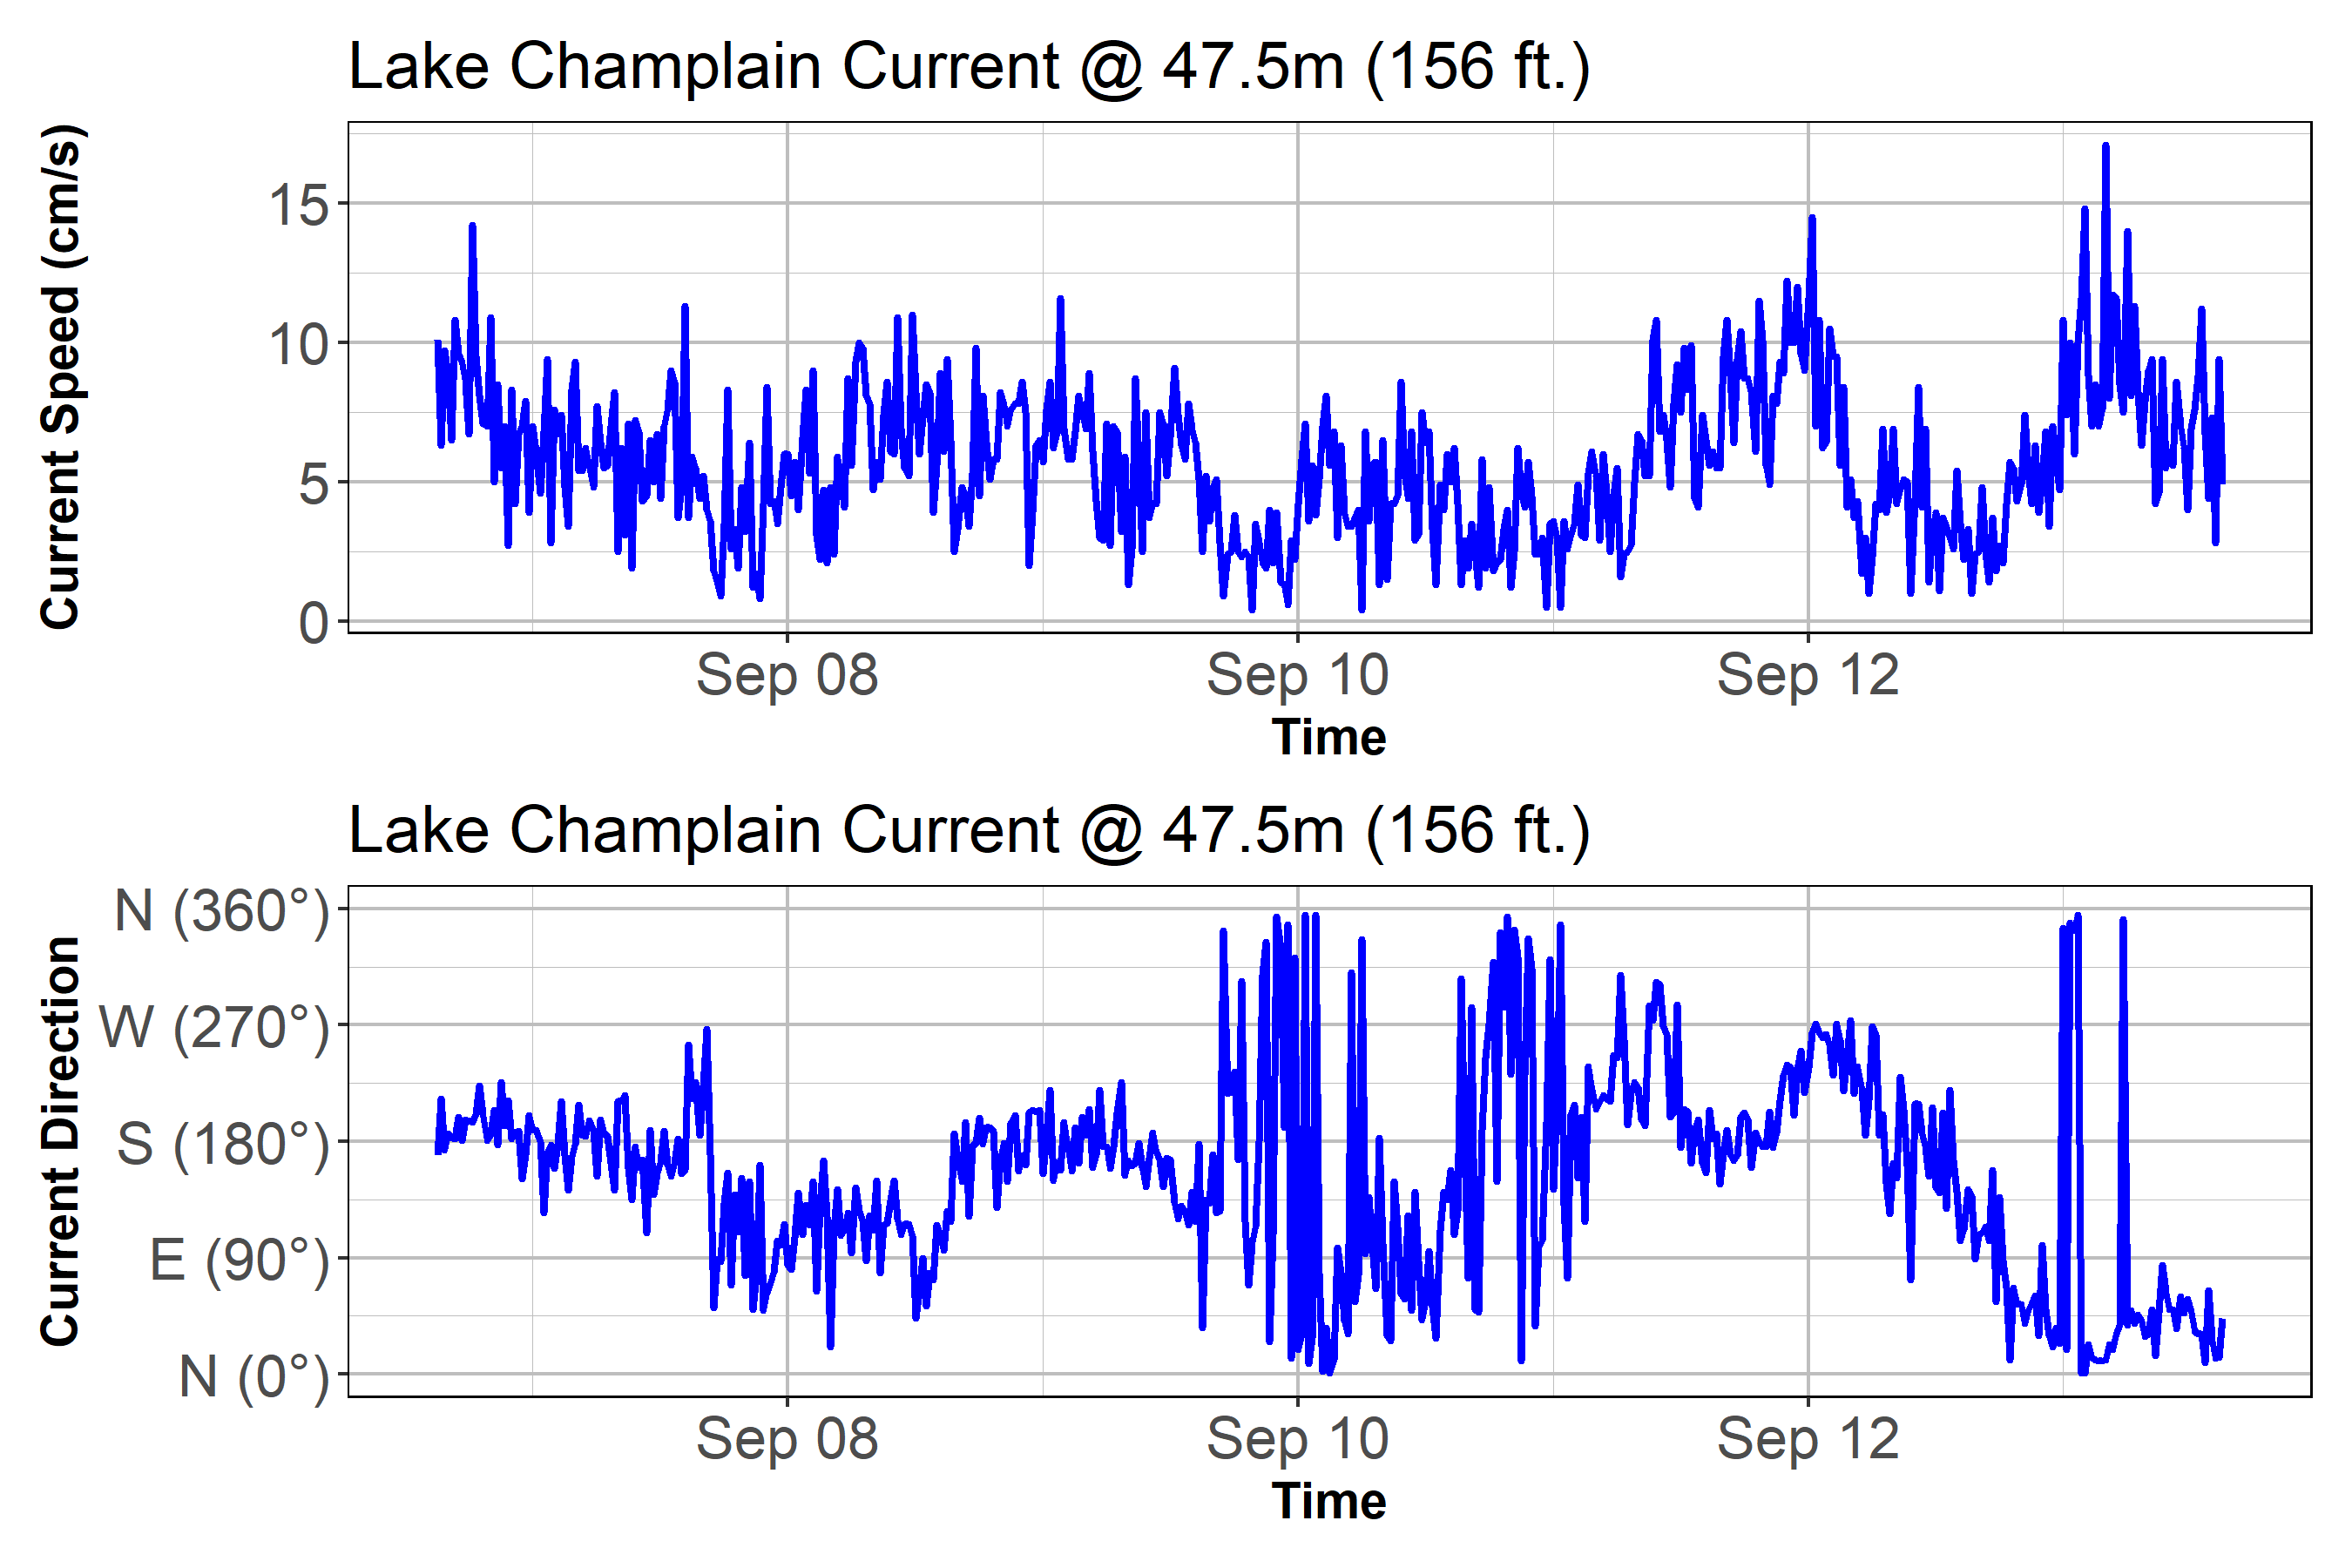 Lake Champlain Current @ 47.5m (156 ft.)
Current Speed (cm/s)
15
10
5
0
Sep 08 Sep 10 Sep 12
Time
Lake Champlain Current @ 47.5m (156 ft.)
Current Direction
N (360°)
W (270°)
S (180°)
E (90°)
N (0°)
Sep 08 Sep 10 Sep 12
Time